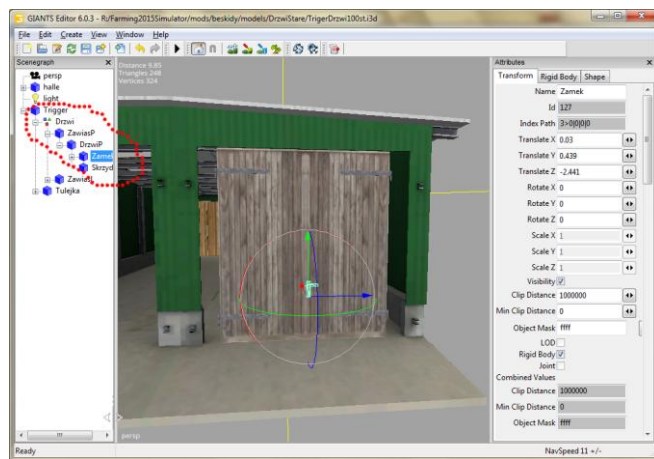 GIANTS Editor 6.0.3 - R:/Farming2015Simulator/mods/beskidy/models/DrzwiStare/TrigerDrzwi100st.i3d
File Edit Create View Window Help
Scenegraph
persp
halle
light
Trigger
Drzwi
ZawiasP
DrzwiP
Zamek
Skrzyd
ZawiasL
Tulejka
Distance 9.85
Triangles 248
Vertices 524
persp
Attributes
Transform Rigid Body Shape
Name Zamek
Id 127
Index Path 3>0|0|0|0
Translate X 0.03
Translate Y 0.439
Translate Z -2.441
Rotate X 0
Rotate Y 0
Rotate Z 0
Scale X 1
Scale Y 1
Scale Z 1
Visibility
Clip Distance 1000000
Min Clip Distance 0
Object Mask ffff
LOD
Rigid Body
Joint
Combined Values
Clip Distance 1000000
Min Clip Distance 0
Object Mask ffff
Ready
NavSpeed 11 +/-